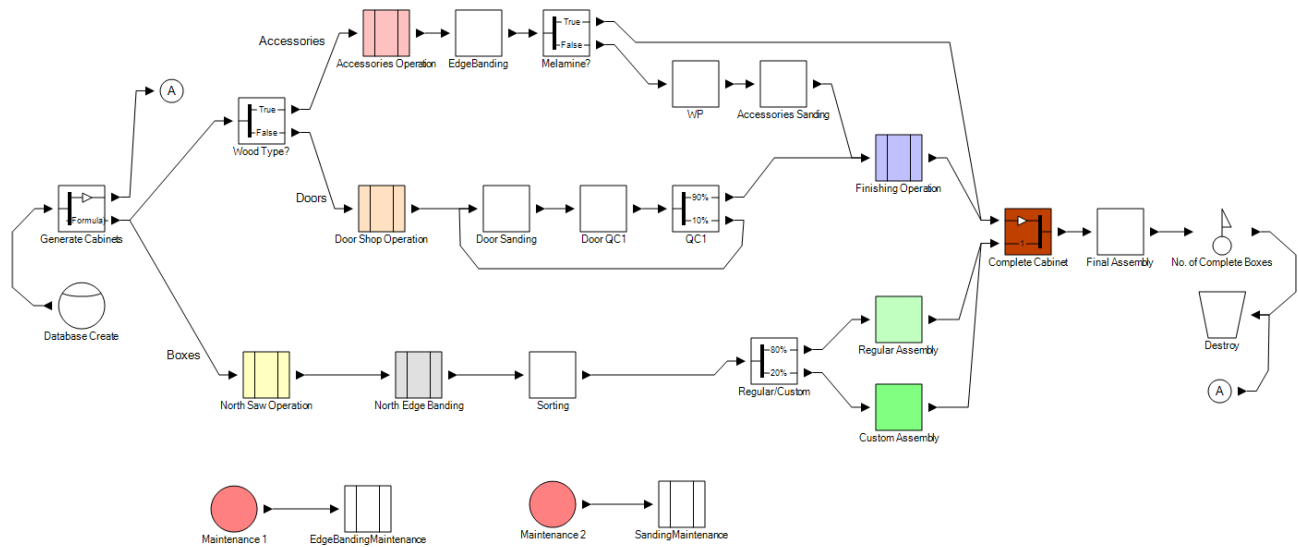 Accessories
True
False
Accessories Operation
EdgeBanding
Melamine?
A
True
False
Wood Type?
WP
Accessories Sanding
Finishing Operation
Doors
Door Shop Operation
Door Sanding
Door QC1
90%
10%
QC1
Formula)
Generate Cabinets
1
Complete Cabinet
Final Assembly
No. of Complete Boxes
Database Create
Destroy
A
Boxes
North Saw Operation
North Edge Banding
Sorting
80%
20%
Regular/Custom
Regular Assembly
Custom Assembly
Maintenance 1
EdgeBandingMaintenance
Maintenance 2
SandingMaintenance